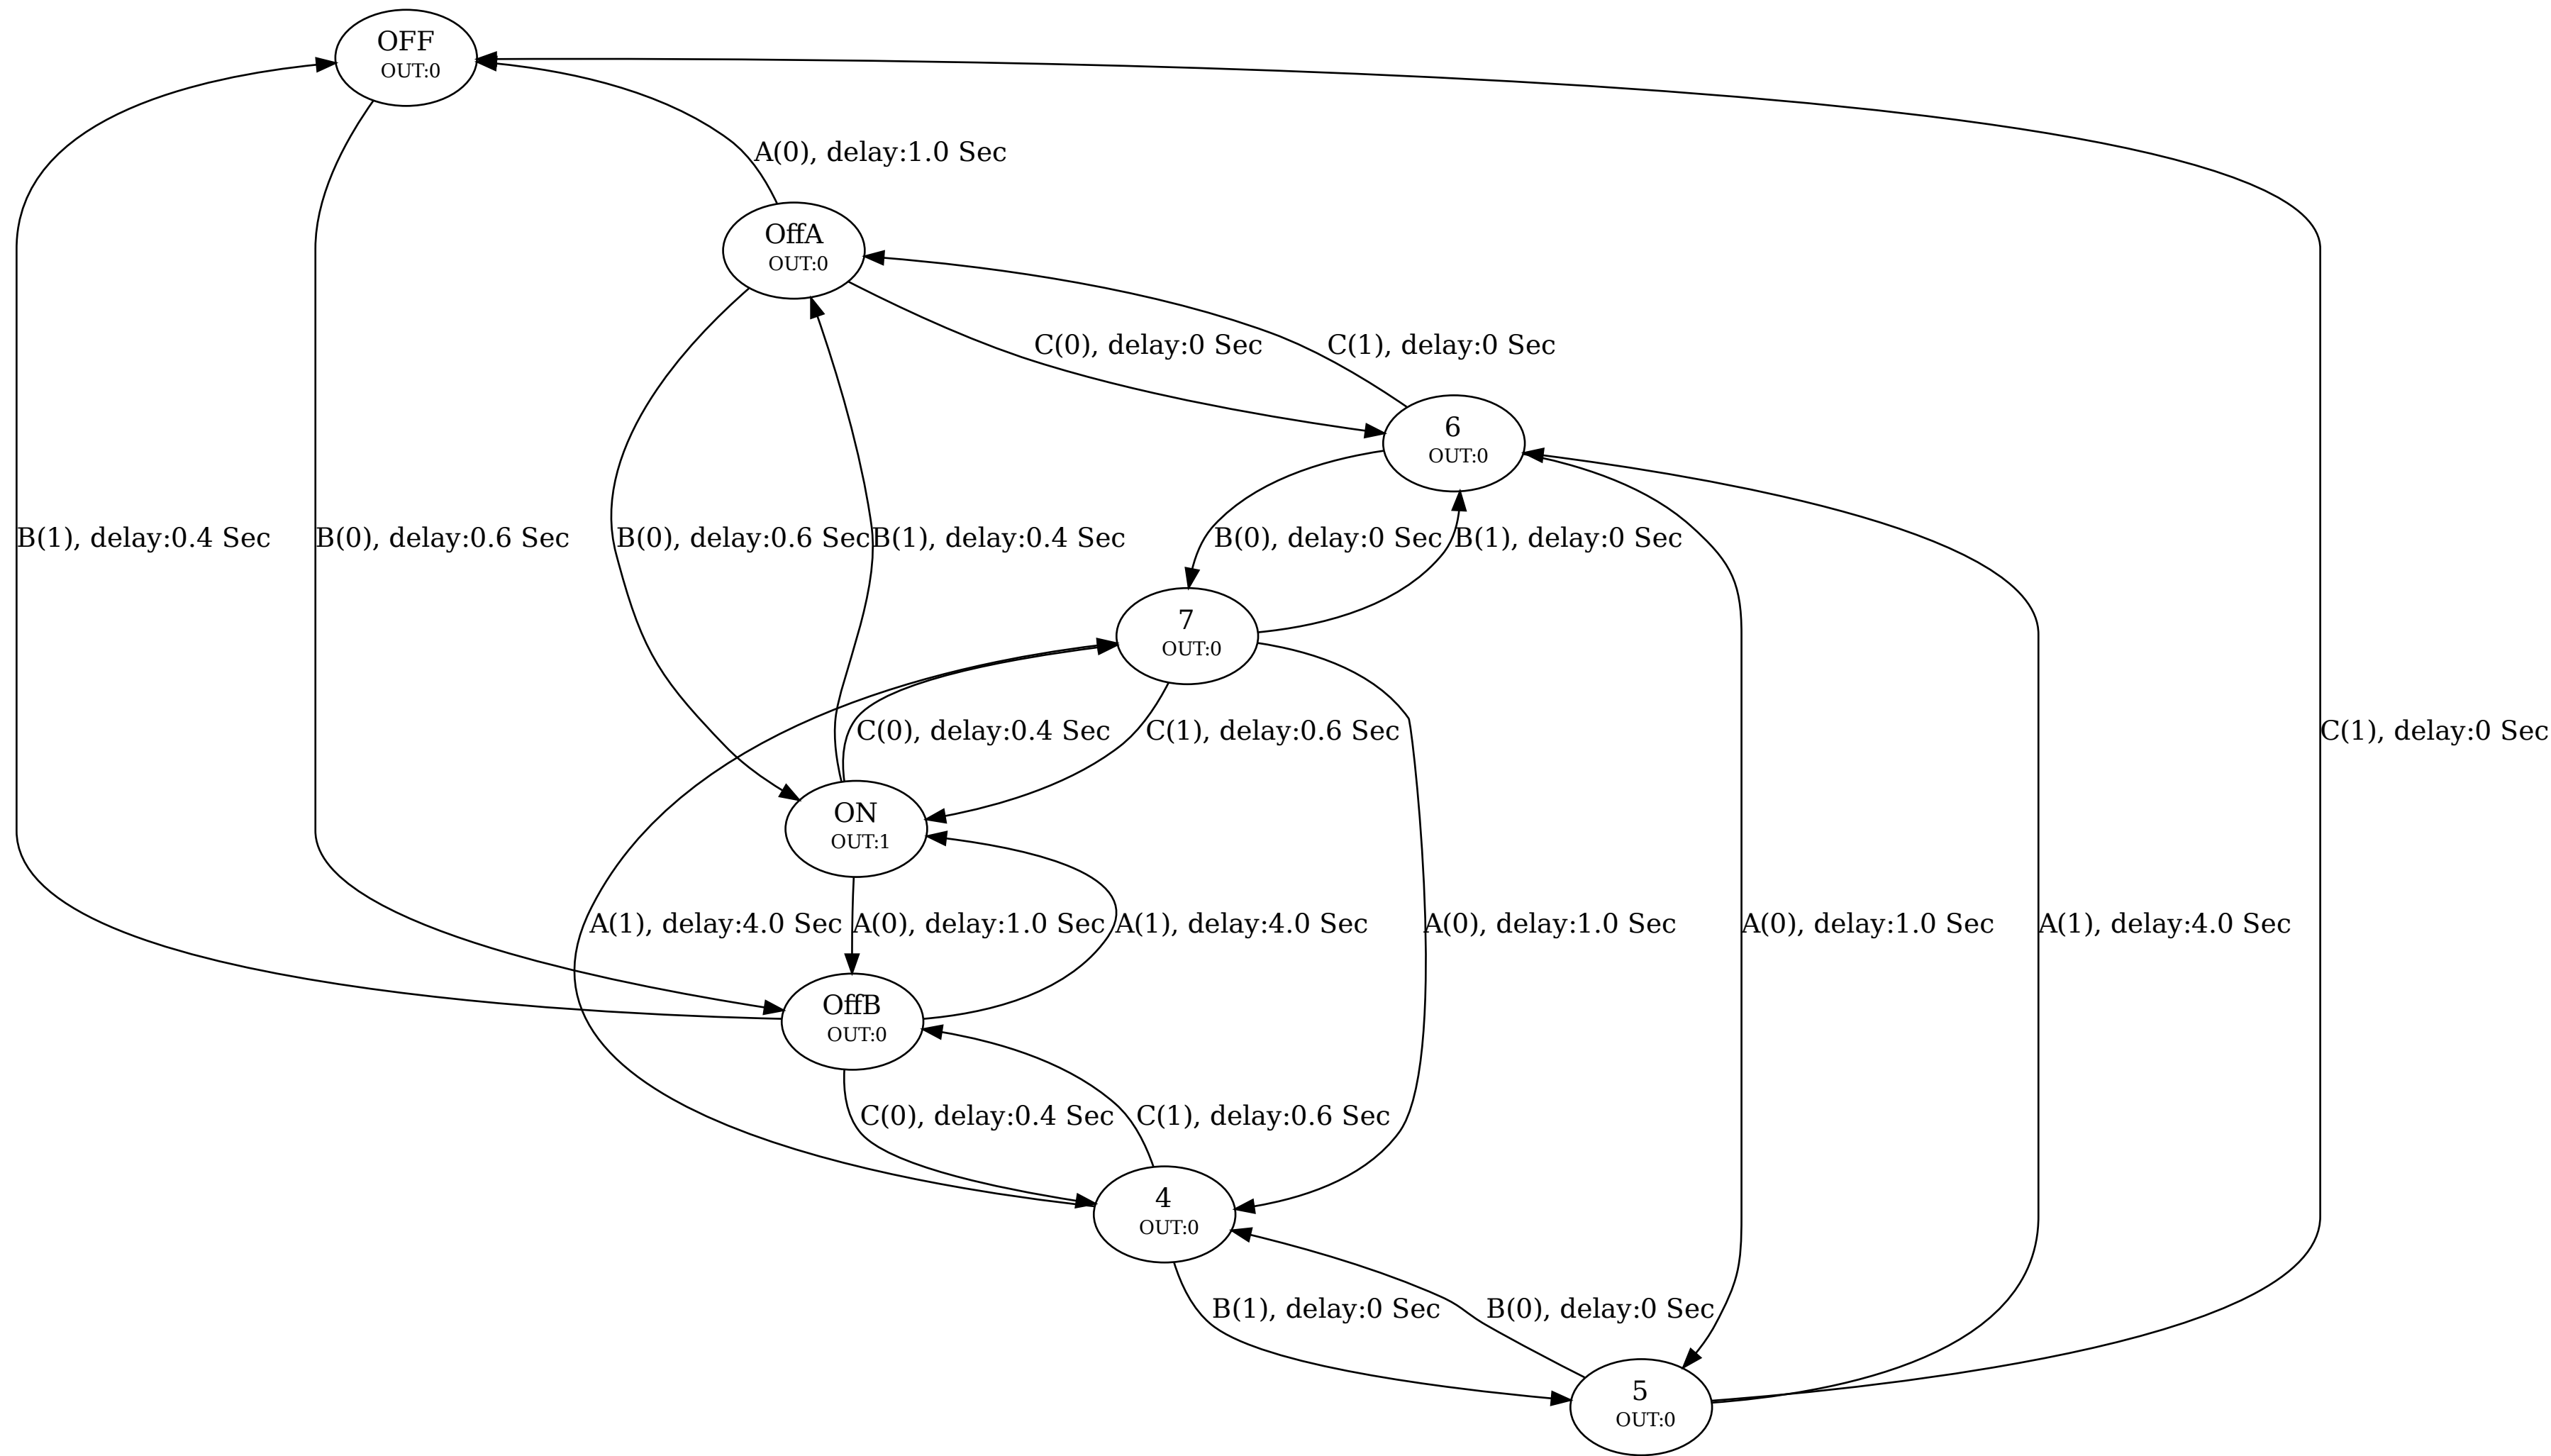 OFF
OUT:0
A(0), delay:1.0 Sec
OffA
OUT:0
C(0), delay:0 Sec
C(1), delay:0 Sec
6
OUT:0
B(1), delay:0.4 Sec
B(0), delay:0.6 Sec
B(0), delay:0.6 Sec
B(1), delay:0.4 Sec
B(0), delay:0 Sec
B(1), delay:0 Sec
7
OUT:0
C(0), delay:0.4 Sec
C(1), delay:0.6 Sec
C(1), delay:0 Sec
ON
OUT:1
A(1), delay:4.0 Sec
A(0), delay:1.0 Sec
A(1), delay:4.0 Sec
A(0), delay:1.0 Sec
A(0), delay:1.0 Sec
A(1), delay:4.0 Sec
OffB
OUT:0
C(0), delay:0.4 Sec
C(1), delay:0.6 Sec
4
OUT:0
B(1), delay:0 Sec
B(0), delay:0 Sec
5
OUT:0